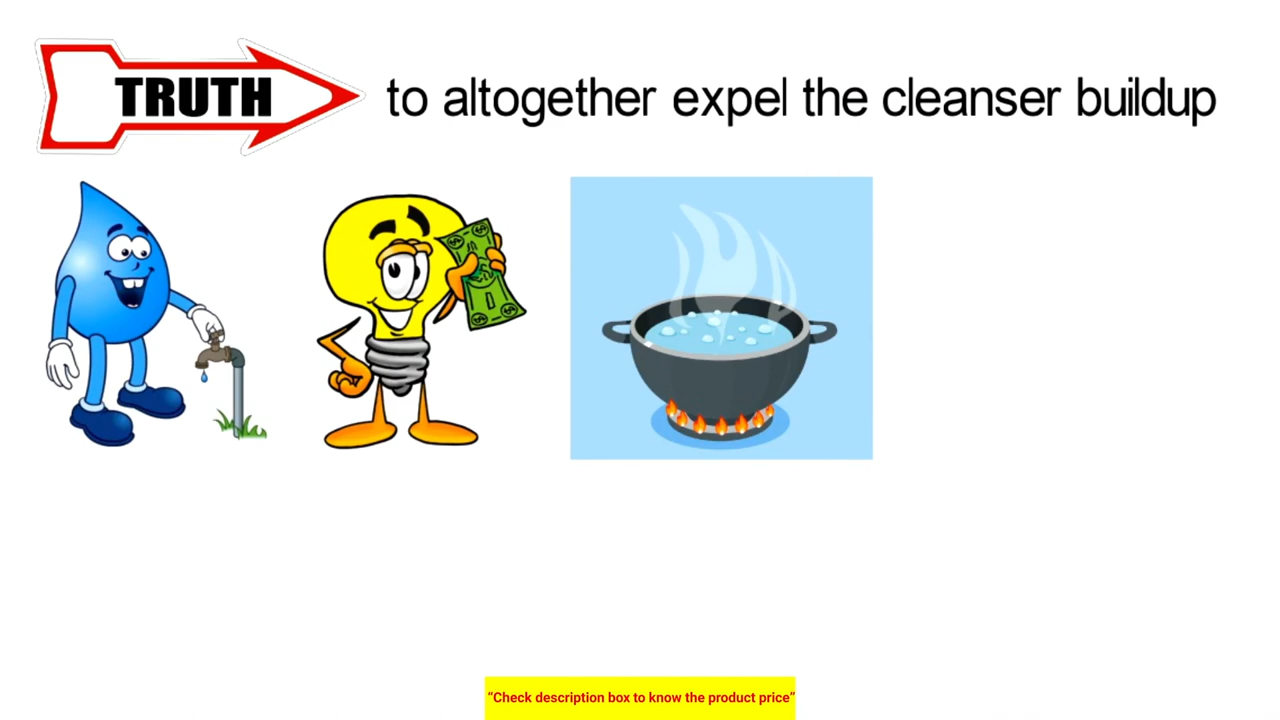 TRUTH to altogether expel the cleanser buildup
“Check description box to know the product price”